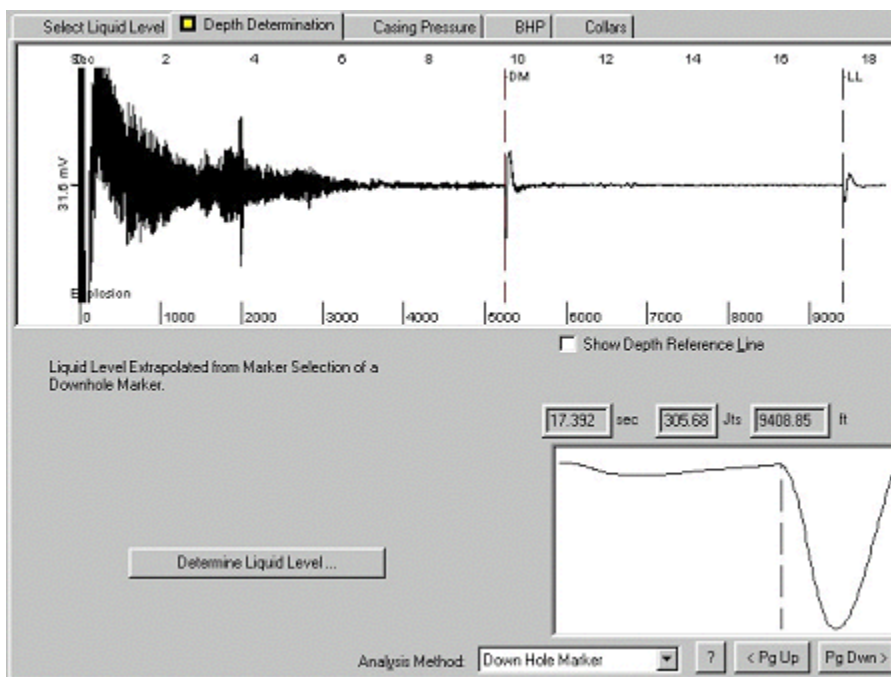 Select Liquid Level Depth Determination Casing Pressure BHP Collars
2 4 6 8 10 12 14 16 18
DM LL
31.6 mV
Explosion
0 1000 2000 3000 4000 5000 6000 7000 8000 9000
Show Depth Reference Line
Liquid Level Extrapolated from Marker Selection of a
Downhole Marker.
17.392 sec 305.68 Jts 9408.85 ft
Determine Liquid Level ...
Analysis Method: Down Hole Marker ? < Pg Up Pg Dwn >